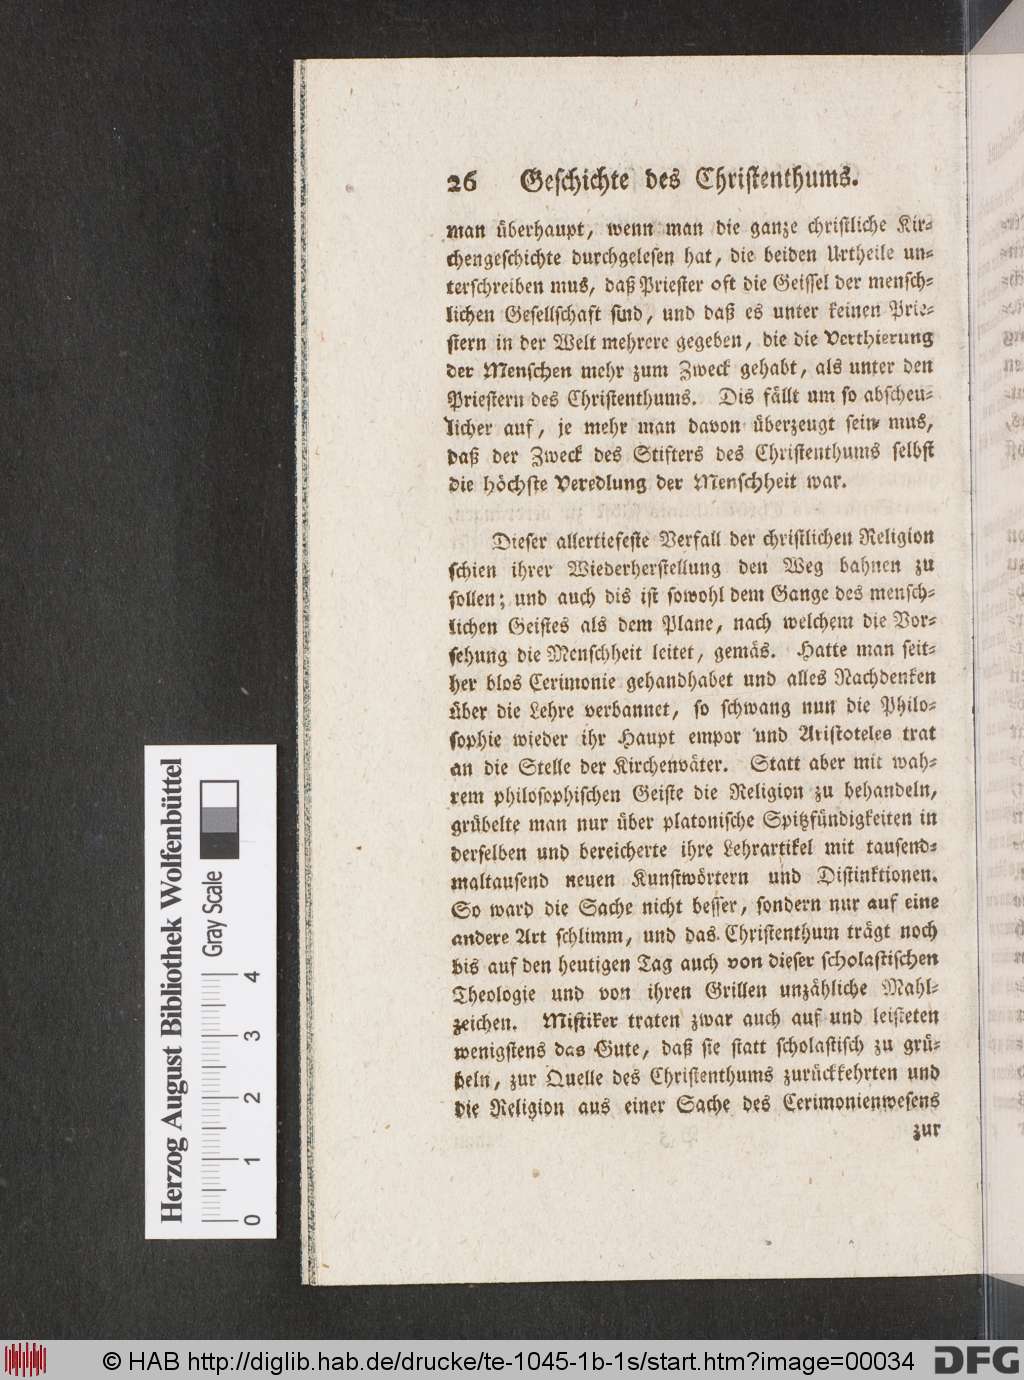 26 Geschichte des Christenthums.
man überhaupt, wenn man die ganze christliche Kir-
chengeschichte durchgelesen hat, die beiden Urtheile un-
terschreiben mus, daß Priester oft die Geissel der mensch-
lichen Gesellschaft sind, und daß es unter keinen Prie-
stern in der Welt mehrere gegeben, die die Verthierung
der Menschen mehr zum Zweck gehabt, als unter den
Priestern des Christenthums. Dis fällt um so abscheu-
licher auf, je mehr man davon überzeugt sein mus,
daß der Zweck des Stifters des Christenthums selbst
die höchste Veredlung der Menschheit war.
Dieser allertiefeste Verfall der christlichen Religion
schien ihrer Wiederherstellung den Weg bahnen zu
sollen; und auch dis ist sowohl dem Gange des mensch-
lichen Geistes als dem Plane, nach welchem die Vor-
sehung die Menschheit leitet, gemäs. Hatte man seit-
her blos Cerimonie gehandhabet und alles Nachdenken
über die Lehre verbannet, so schwang nun die Philo-
sophie wieder ihr Haupt empor und Aristoteles trat
an die Stelle der Kirchenväter. Statt aber mit wah-
rem philosophischen Geiste die Religion zu behandeln,
grübelte man nur über platonische Spitzfündigkeiten in
derselben und bereicherte ihre Lehrartikel mit tausend-
maltausend neuen Kunstwörtern und Distinktionen.
So ward die Sache nicht besser, sondern nur auf eine
andere Art schlimm, und das Christenthum trägt noch
bis auf den heutigen Tag auch von dieser scholastischen
Theologie und von ihren Grillen unzähliche Mahl-
zeichen. Mistiker traten zwar auch auf und leisteten
wenigstens das Gute, daß sie statt scholastisch zu grü-
beln, zur Quelle des Christenthums zurückkehrten und
die Religion aus einer Sache des Cerimonienwesens
zur
Herzog August Bibliothek Wolfenbüttel
Gray Scale
0 1 2 3 4
© HAB http://diglib.hab.de/drucke/te-1045-1b-1s/start.htm?image=00034
DFG